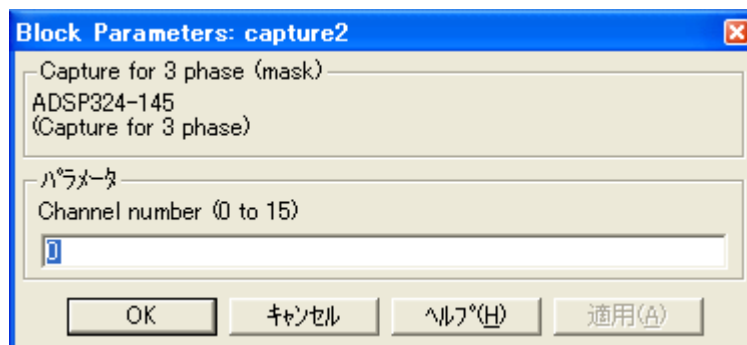 Block Parameters: capture2
Capture for 3 phase (mask)
ADSP324-145
(Capture for 3 phase)
ﾊﾟﾗﾒｰﾀ
Channel number (0 to 15)
0
OK
ｷｬﾝｾﾙ
ﾍﾙﾌﾟ(H)
適用(A)